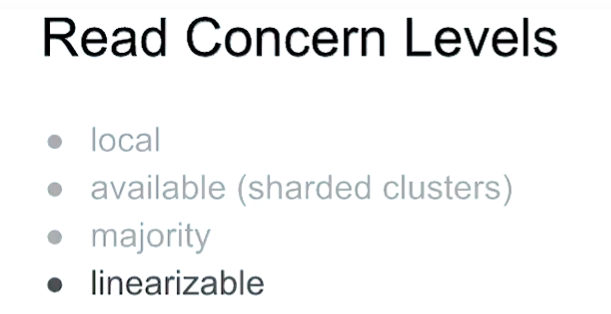 Read Concern Levels
● local
● available (sharded clusters)
● majority
● linearizable